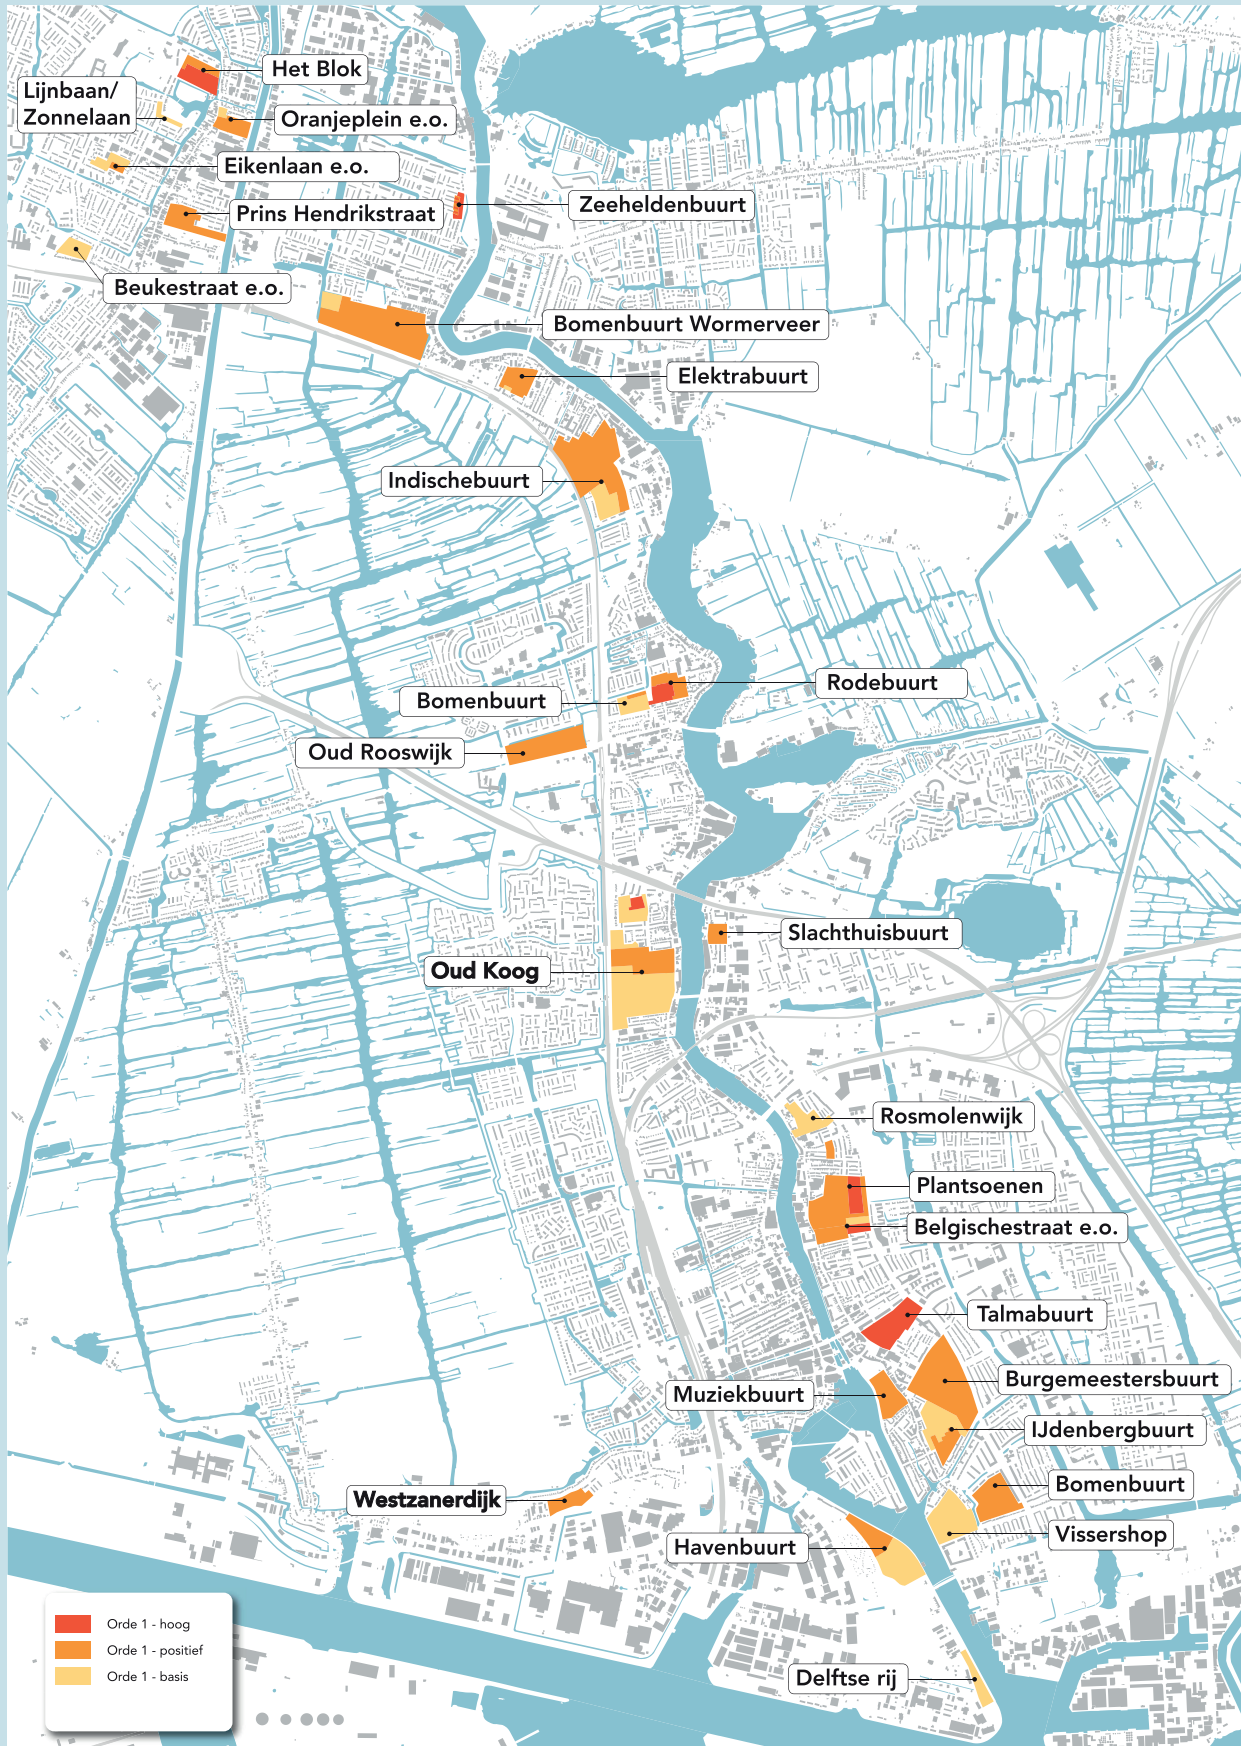 Het Blok
Lijnbaan/
Zonnelaan
Oranjeplein e.o.
Eikenlaan e.o.
Prins Hendrikstraat
Zeeheldenbuurt
Beukestraat e.o.
Bomenbuurt Wormerveer
Elektrabuurt
Indischebuurt
Rodebuurt
Bomenbuurt
Oud Rooswijk
Slachthuisbuurt
Oud Koog
Rosmolenwijk
Plantsoenen
Belgischestraat e.o.
Talmabuurt
Burgemeestersbuurt
Muziekbuurt
IJdenbergbuurt
Bomenbuurt
Westzanerdijk
Vissershop
Havenbuurt
Orde 1 - hoog
Orde 1 - positief
Orde 1 - basis
Delftse rij